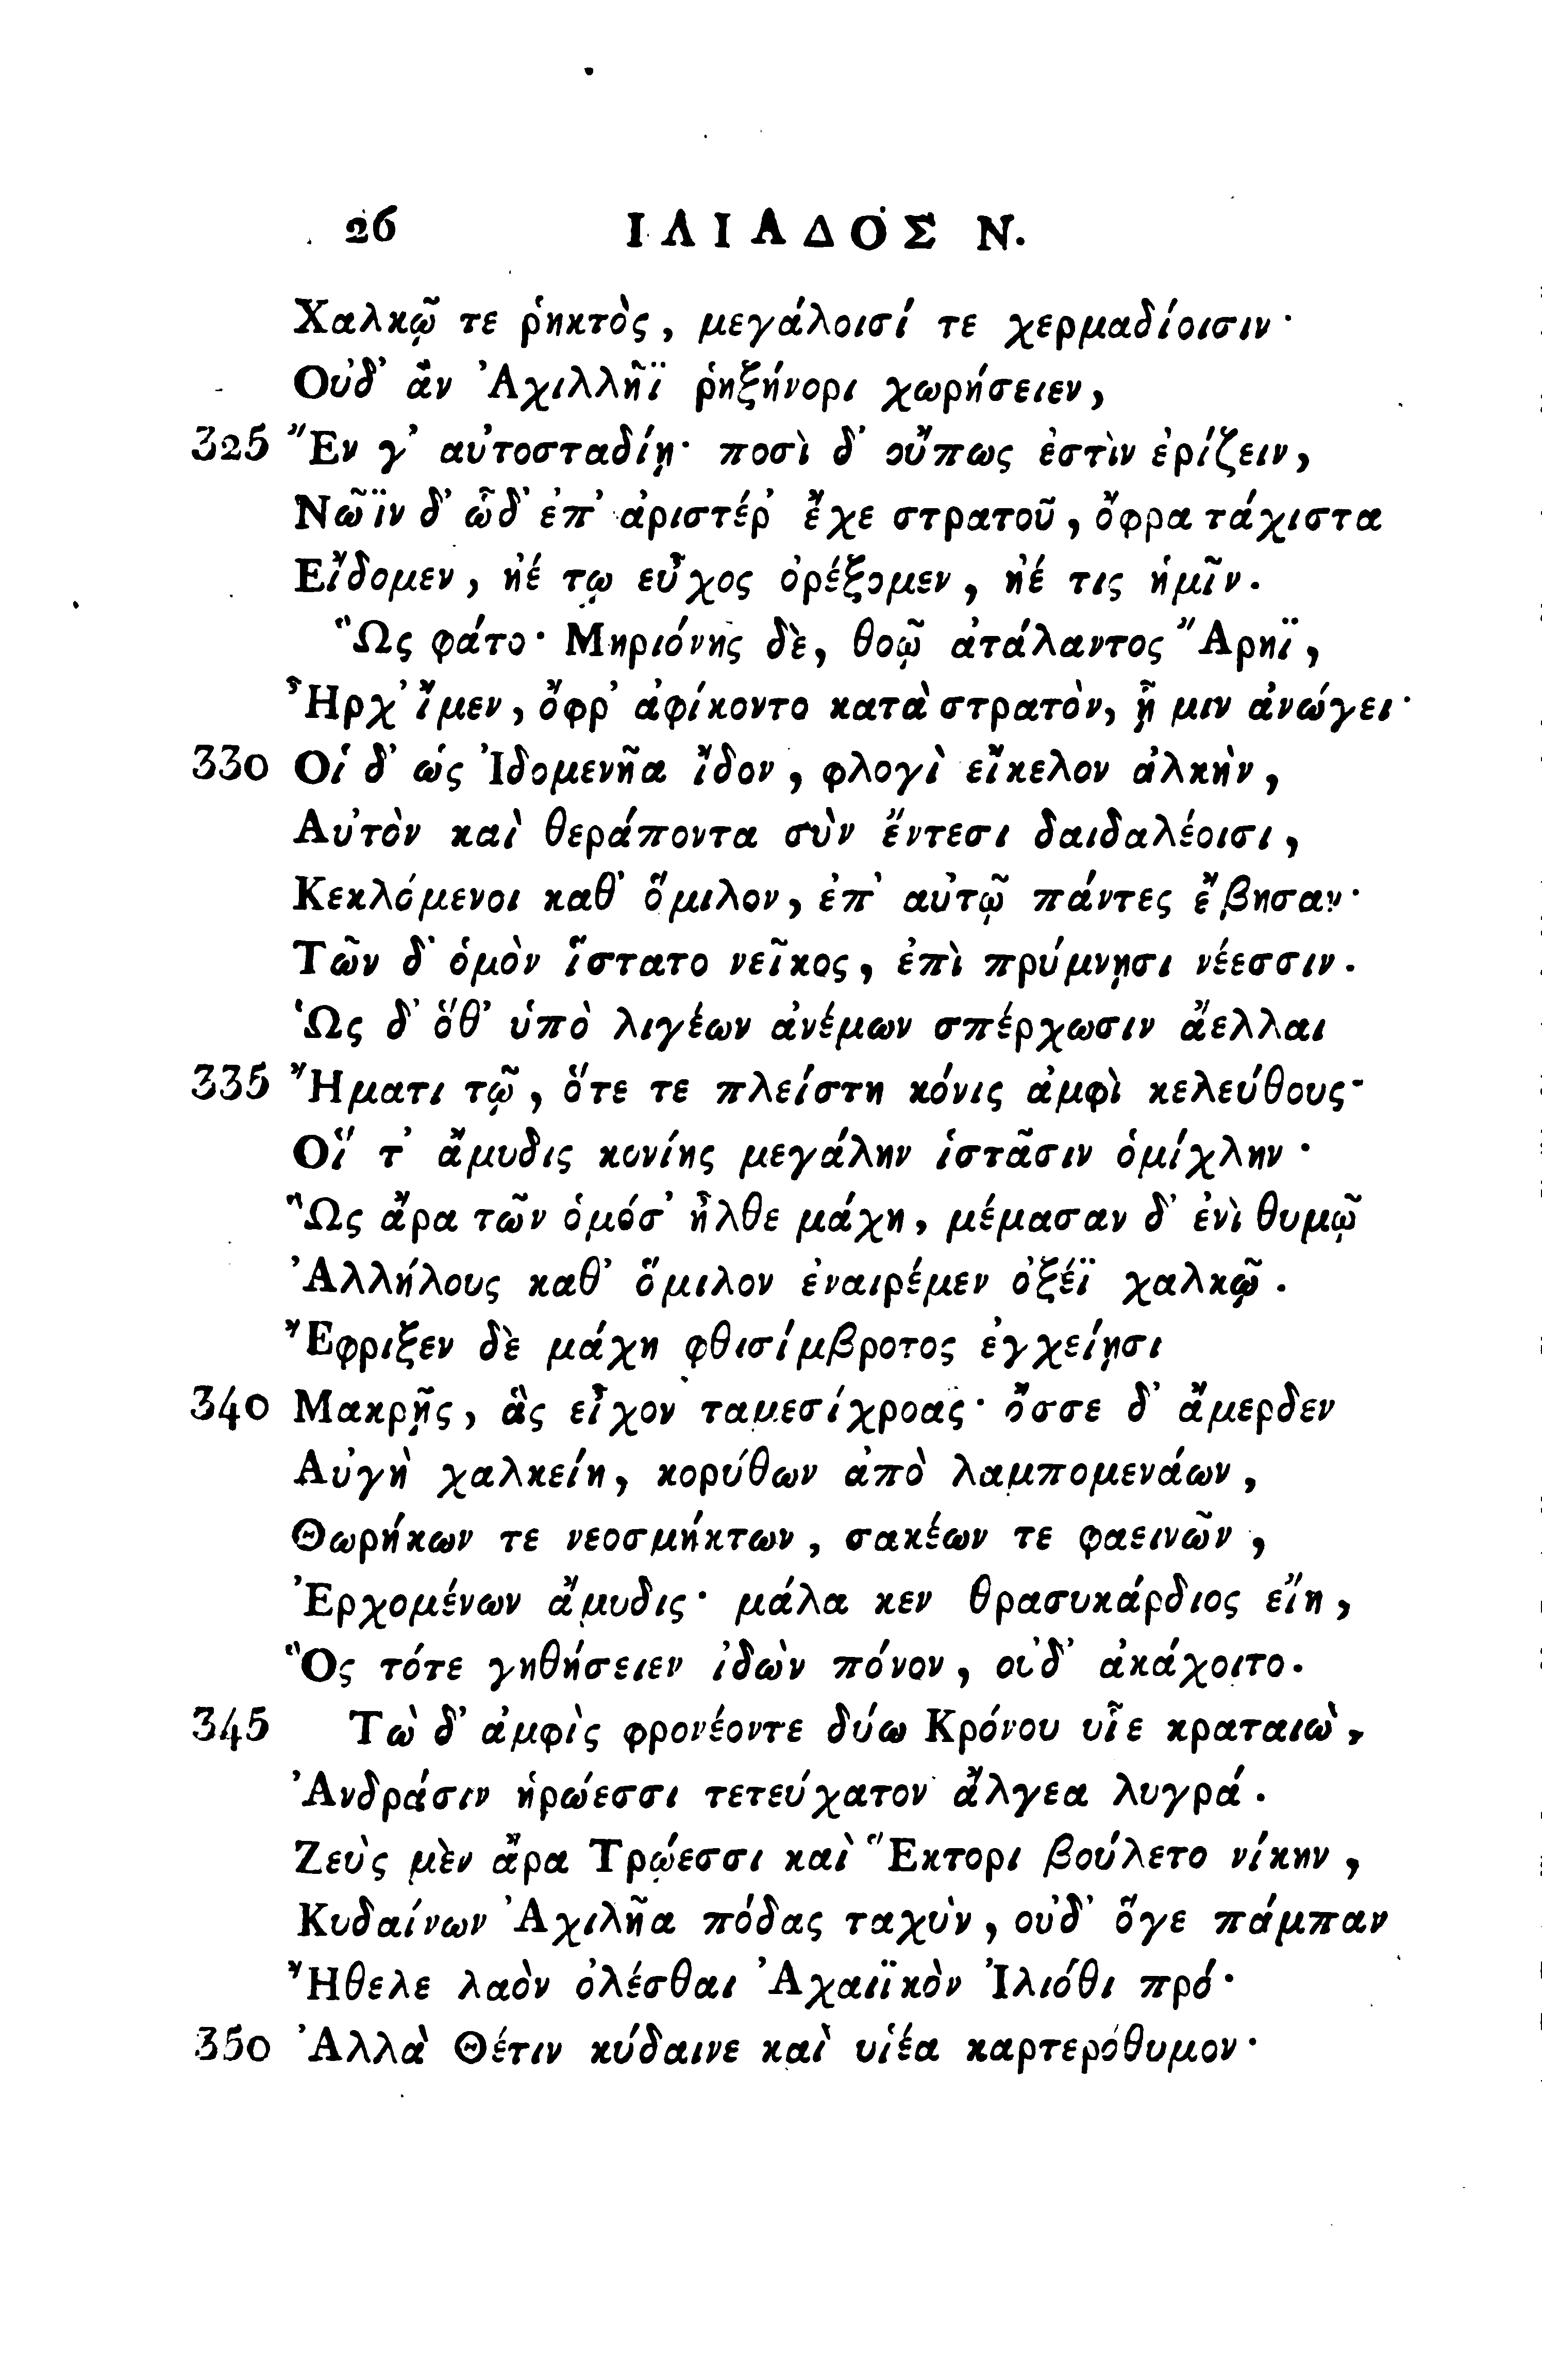 26 ΙΛΙΑΔΟΣ Ν.
Χαλκῷ τε ῥηκτὸς, μεγάλοισί τε χερμαδίοισιν·
Οὐδ' ἂν Ἀχιλλῆϊ ῥηξήνορι χωρήσειεν,
325 Ἔν γ' αὐτοσταδίῃ· ποσὶ δ' οὔπως ἐστὶν ἐρίζειν,
Νῶϊν δ' ὧδ' ἐπ' ἀριστέρ' ἔχε στρατοῦ, ὄφρα τάχιστα
Εἴδομεν, ἠέ τῳ εὖχος ὀρέξομεν, ἠέ τις ἡμῖν.
Ὣς φάτο· Μηριόνης δὲ, θοῷ ἀτάλαντος Ἄρηϊ,
Ἦρχ' ἴμεν, ὄφρ' ἀφίκοντο κατὰ στρατὸν, ᾗ μιν ἀνώγει·
330 Οἱ δ' ὡς Ἰδομενῆα ἴδον, φλογὶ εἴκελον ἀλκὴν,
Αὐτὸν καὶ θεράποντα σὺν ἔντεσι δαιδαλέοισι,
Κεκλόμενοι καθ' ὅμιλον, ἐπ' αὐτῷ πάντες ἔβησαν·
Τῶν δ' ὁμὸν ἵστατο νεῖκος, ἐπὶ πρύμνῃσι νέεσσιν.
Ὡς δ' ὅθ' ὑπὸ λιγέων ἀνέμων σπέρχωσιν ἄελλαι
335 Ἤματι τῷ, ὅτε τε πλείστη κόνις ἀμφὶ κελεύθους·
Οἵ τ' ἄμυδις κονίης μεγάλην ἱστᾶσιν ὁμίχλην·
Ὣς ἄρα τῶν ὁμόσ' ἦλθε μάχη, μέμασαν δ' ἐνὶ θυμῷ
Ἀλλήλους καθ' ὅμιλον ἐναιρέμεν ὀξέϊ χαλκῷ.
Ἔφριξεν δὲ μάχη φθισίμβροτος ἐγχείῃσι
340 Μακρῇς, ἃς εἶχον ταμεσίχροας· ὄσσε δ' ἄμερδεν
Αὐγὴ χαλκείη, κορύθων ἀπὸ λαμπομενάων,
Θωρήκων τε νεοσμήκτων, σακέων τε φαεινῶν,
Ἐρχομένων ἄμυδις· μάλα κεν θρασυκάρδιος εἴη,
Ὃς τότε γηθήσειεν ἰδὼν πόνον, οὐδ' ἀκάχοιτο.
345 Τὼ δ' ἀμφὶς φρονέοντε δύω Κρόνου υἷε κραταιὼ,
Ἀνδράσιν ἡρώεσσι τετεύχατον ἄλγεα λυγρά.
Ζεὺς μὲν ἄρα Τρώεσσι καὶ Ἕκτορι βούλετο νίκην,
Κυδαίνων Ἀχιλῆα πόδας ταχὺν, οὐδ' ὅγε πάμπαν
Ἤθελε λαὸν ὀλέσθαι Ἀχαιϊκὸν Ἰλιόθι πρό·
350 Ἀλλὰ Θέτιν κύδαινε καὶ υἱέα καρτερόθυμον·